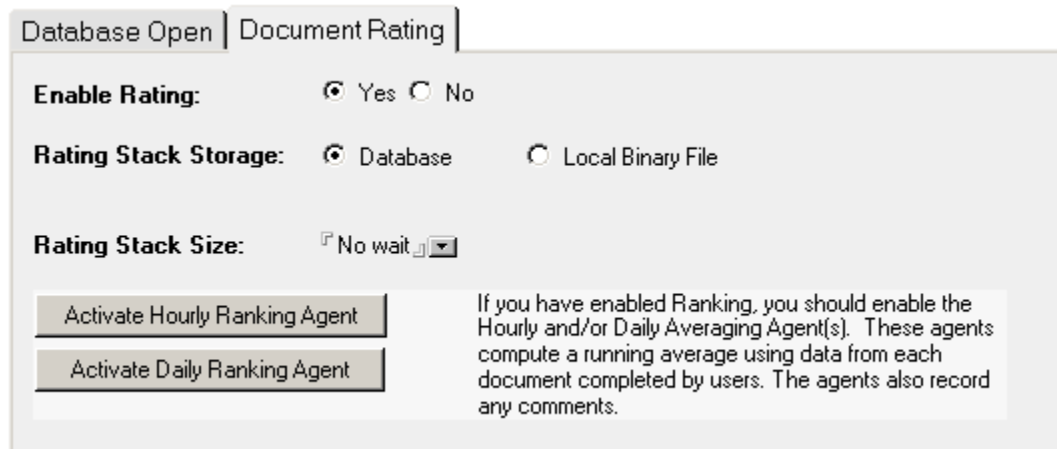 Database Open Document Rating
Enable Rating: Yes No
Rating Stack Storage: Database Local Binary File
Rating Stack Size: No wait
Activate Hourly Ranking Agent
Activate Daily Ranking Agent
If you have enabled Ranking, you should enable the
Hourly and/or Daily Averaging Agent(s). These agents
compute a running average using data from each
document completed by users. The agents also record
any comments.